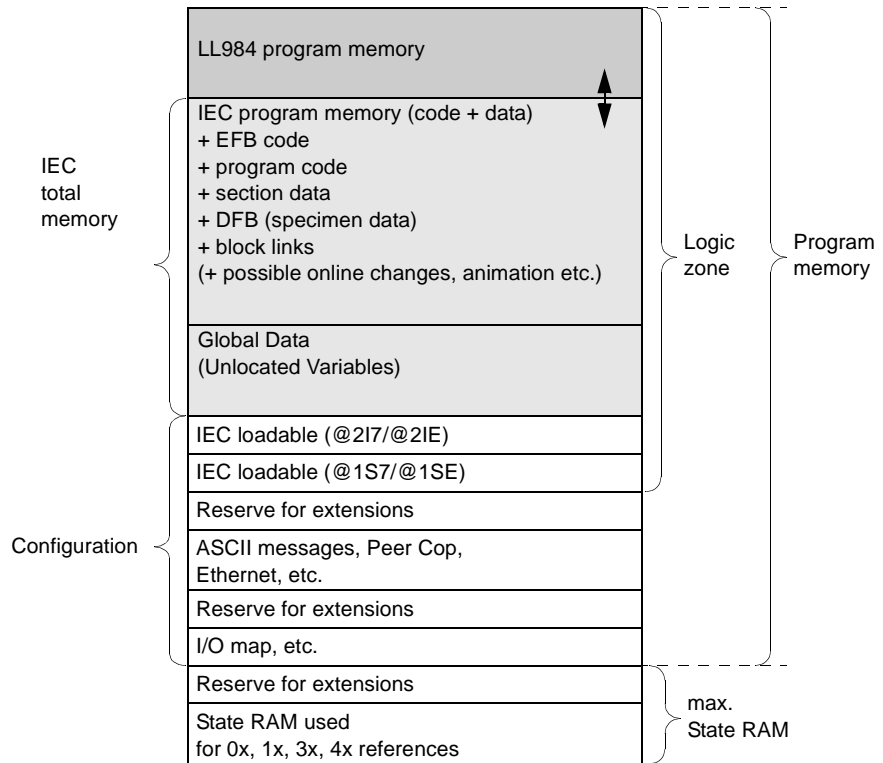 LL984 program memory
IEC program memory (code + data)
+ EFB code
+ program code
+ section data
+ DFB (specimen data)
+ block links
(+ possible online changes, animation etc.)
Global Data
(Unlocated Variables)
IEC loadable (@2I7/@2IE)
IEC loadable (@1S7/@1SE)
Reserve for extensions
ASCII messages, Peer Cop,
Ethernet, etc.
Reserve for extensions
I/O map, etc.
Reserve for extensions
State RAM used
for 0x, 1x, 3x, 4x references
IEC
total
memory
Configuration
Logic
zone
Program
memory
max.
State RAM